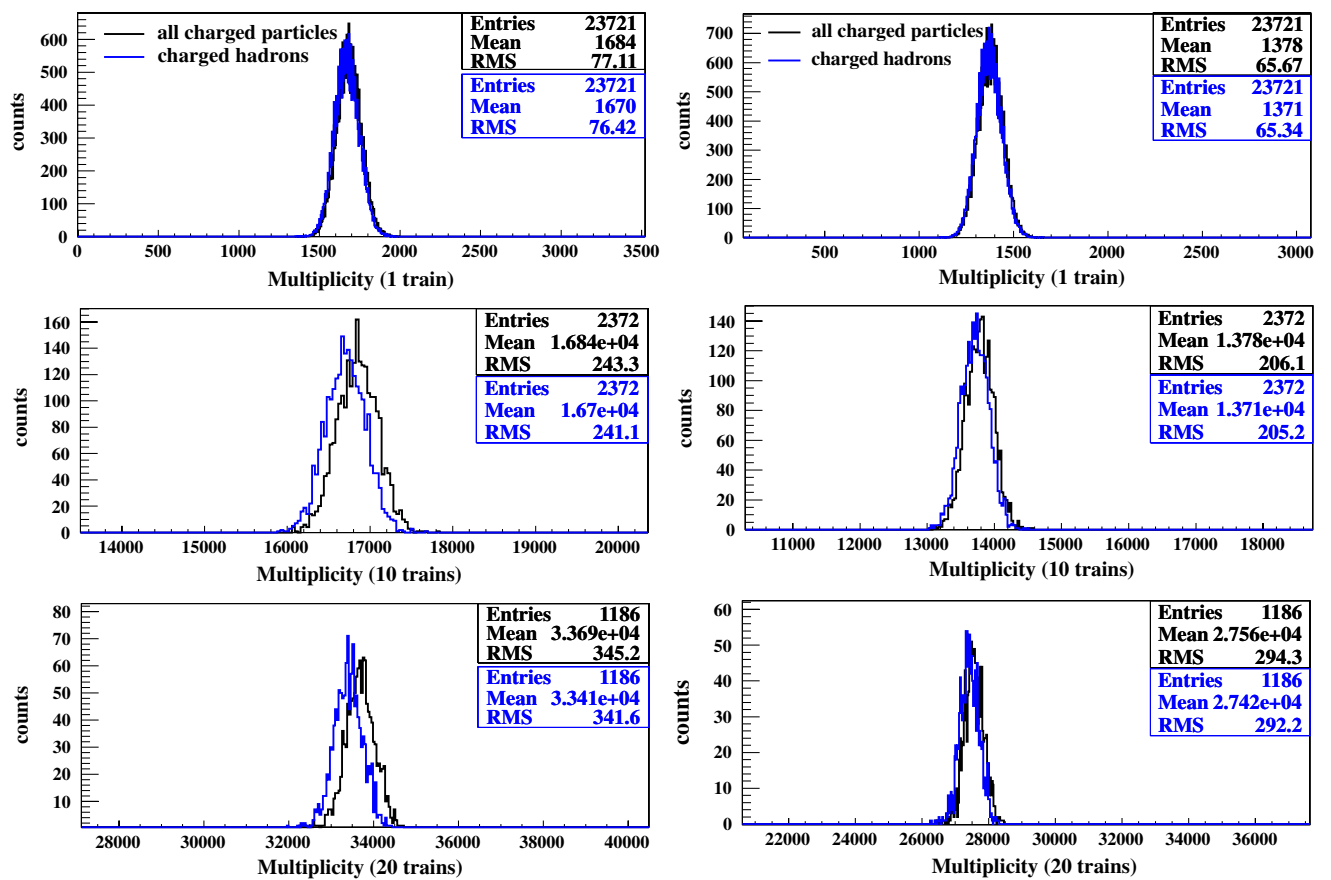 600
500
400
300
200
100
0
counts
all charged particles
charged hadrons
Entries 23721
Mean 1684
RMS 77.11
Entries 23721
Mean 1670
RMS 76.42
0 500 1000 1500 2000 2500 3000 3500
Multiplicity (1 train)
700
600
500
400
300
200
100
0
counts
all charged particles
charged hadrons
Entries 23721
Mean 1378
RMS 65.67
Entries 23721
Mean 1371
RMS 65.34
500 1000 1500 2000 2500 3000
Multiplicity (1 train)
160
140
120
100
80
60
40
20
0
counts
Entries 2372
Mean 1.684e+04
RMS 243.3
Entries 2372
Mean 1.67e+04
RMS 241.1
14000 15000 16000 17000 18000 19000 20000
Multiplicity (10 trains)
140
120
100
80
60
40
20
0
counts
Entries 2372
Mean 1.378e+04
RMS 206.1
Entries 2372
Mean 1.371e+04
RMS 205.2
11000 12000 13000 14000 15000 16000 17000 18000
Multiplicity (10 trains)
80
70
60
50
40
30
20
10
counts
Entries 1186
Mean 3.369e+04
RMS 345.2
Entries 1186
Mean 3.341e+04
RMS 341.6
28000 30000 32000 34000 36000 38000 40000
Multiplicity (20 trains)
60
50
40
30
20
10
0
counts
Entries 1186
Mean 2.756e+04
RMS 294.3
Entries 1186
Mean 2.742e+04
RMS 292.2
22000 24000 26000 28000 30000 32000 34000 36000
Multiplicity (20 trains)